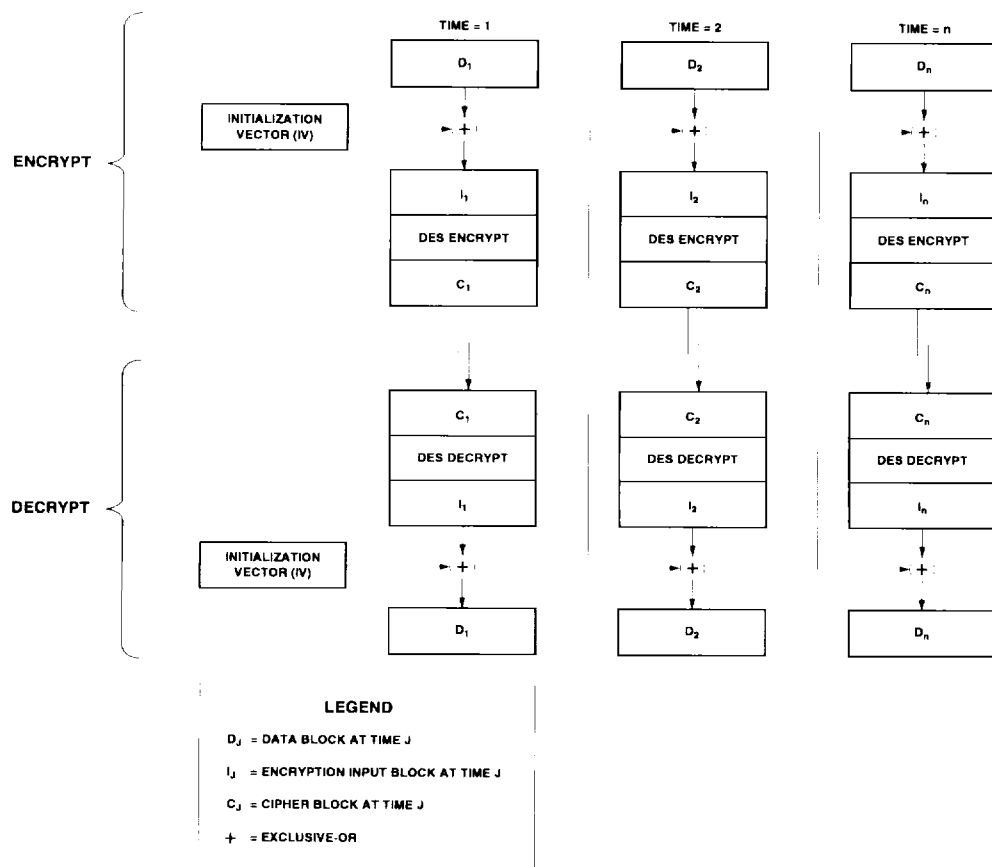 TIME = 1 TIME = 2 TIME = n
D₁ D₂ Dₙ
INITIALIZATION
VECTOR (IV)
+ + +
ENCRYPT
I₁ I₂ Iₙ
DES ENCRYPT DES ENCRYPT DES ENCRYPT
C₁ C₂ Cₙ
C₁ C₂ Cₙ
DES DECRYPT DES DECRYPT DES DECRYPT
DECRYPT
I₁ I₂ Iₙ
INITIALIZATION
VECTOR (IV)
+ + +
D₁ D₂ Dₙ
LEGEND
D_J = DATA BLOCK AT TIME J
I_J = ENCRYPTION INPUT BLOCK AT TIME J
C_J = CIPHER BLOCK AT TIME J
+ = EXCLUSIVE-OR